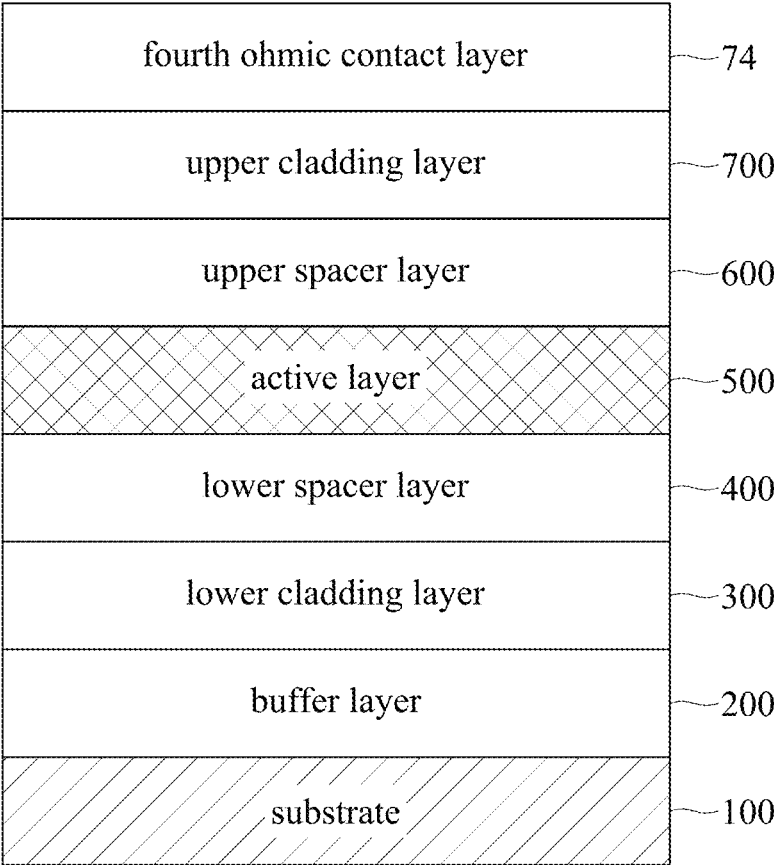 fourth ohmic contact layer 74
upper cladding layer 700
upper spacer layer 600
active layer 500
lower spacer layer 400
lower cladding layer 300
buffer layer 200
substrate 100